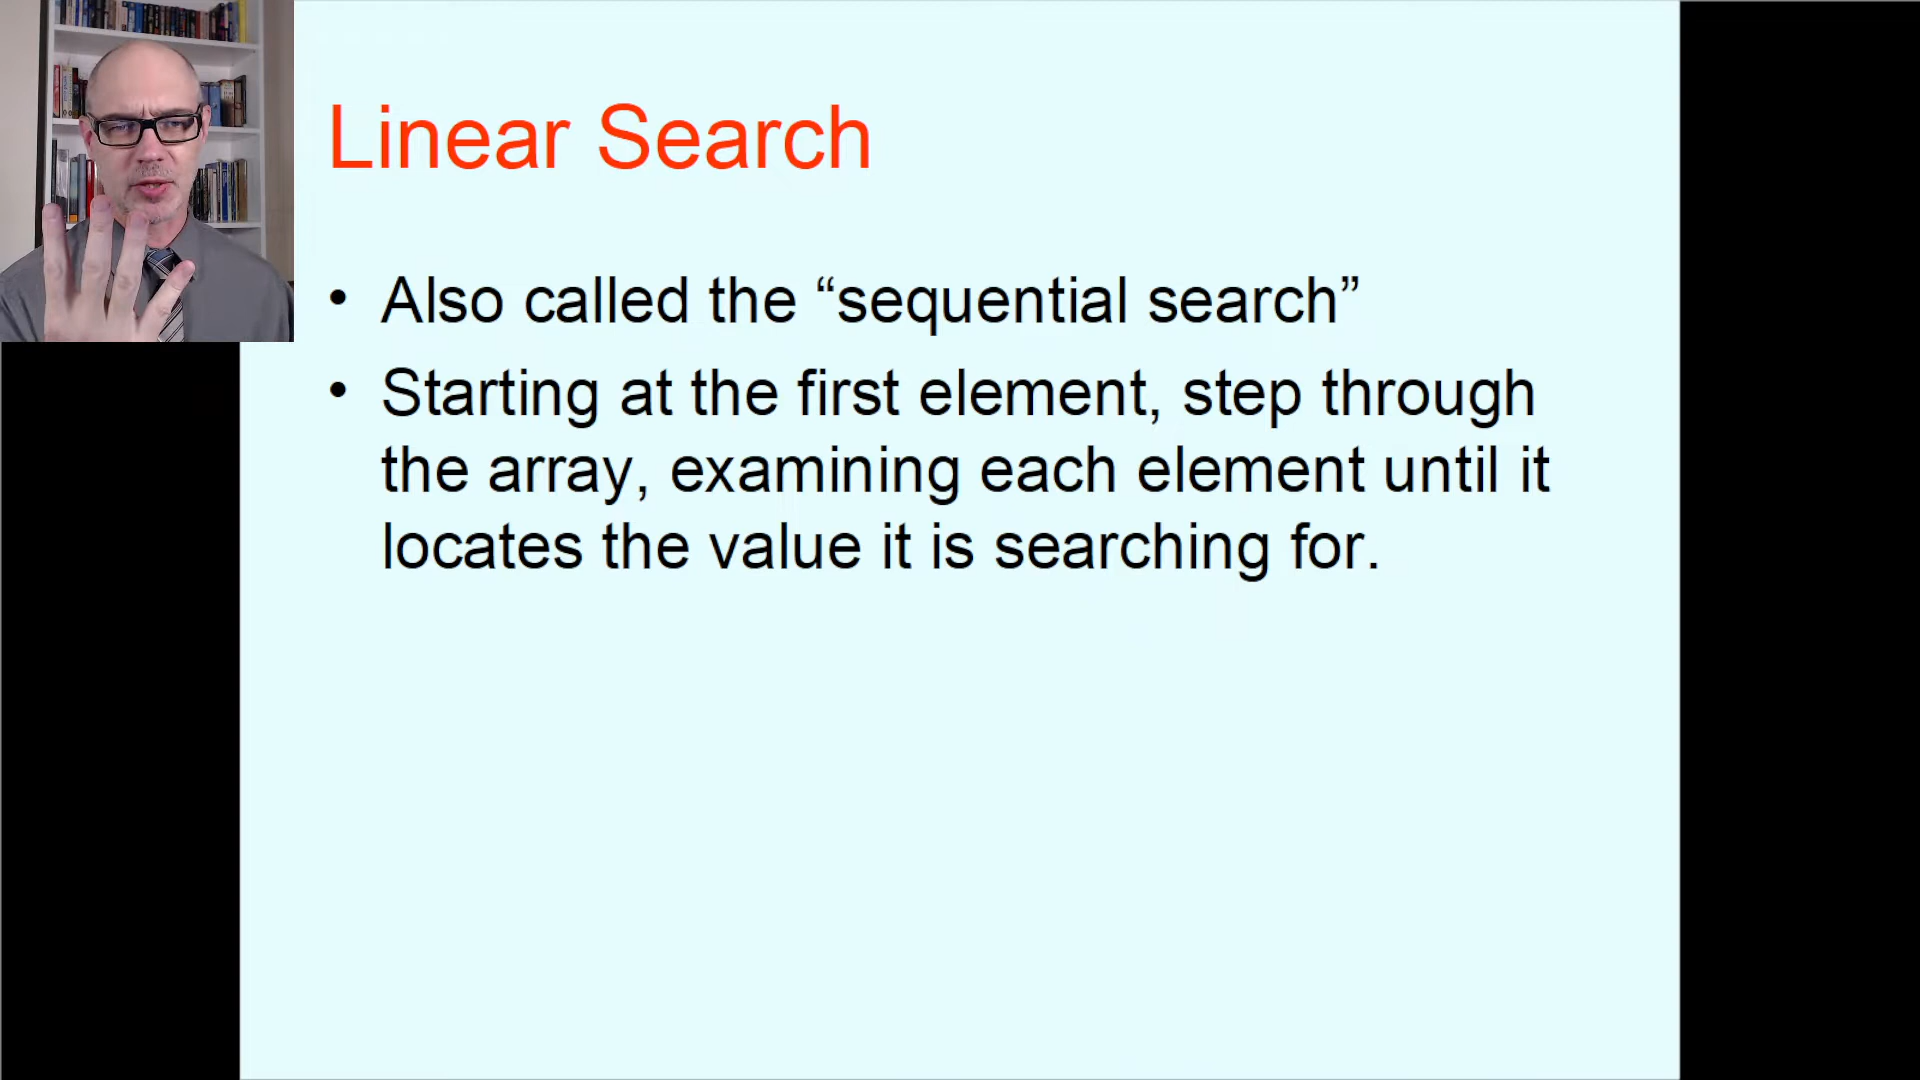 Linear Search
• Also called the “sequential search”
• Starting at the first element, step through
the array, examining each element until it
locates the value it is searching for.